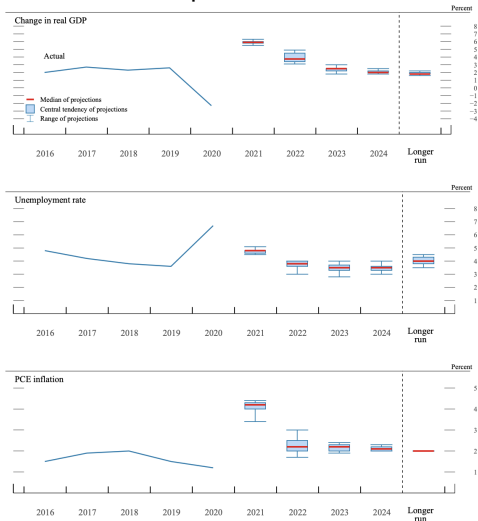 Percent
Change in real GDP
8
7
6
5
4
3
2
1
0
−1
−2
−3
−4
Actual
Median of projections
Central tendency of projections
Range of projections
2016 2017 2018 2019 2020 2021 2022 2023 2024 Longer
run
Percent
Unemployment rate
8
7
6
5
4
3
2
1
2016 2017 2018 2019 2020 2021 2022 2023 2024 Longer
run
Percent
PCE inflation
5
4
3
2
1
2016 2017 2018 2019 2020 2021 2022 2023 2024 Longer
run